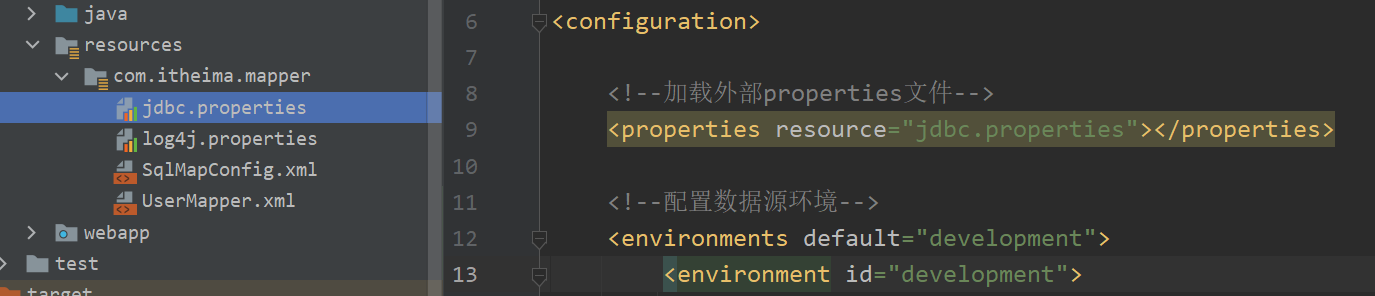 java
resources
com.itheima.mapper
jdbc.properties
log4j.properties
SqlMapConfig.xml
UserMapper.xml
webapp
test
target
6 <configuration>
7
8 <!--加载外部properties文件-->
9 <properties resource="jdbc.properties"></properties>
10
11 <!--配置数据源环境-->
12 <environments default="development">
13 <environment id="development">